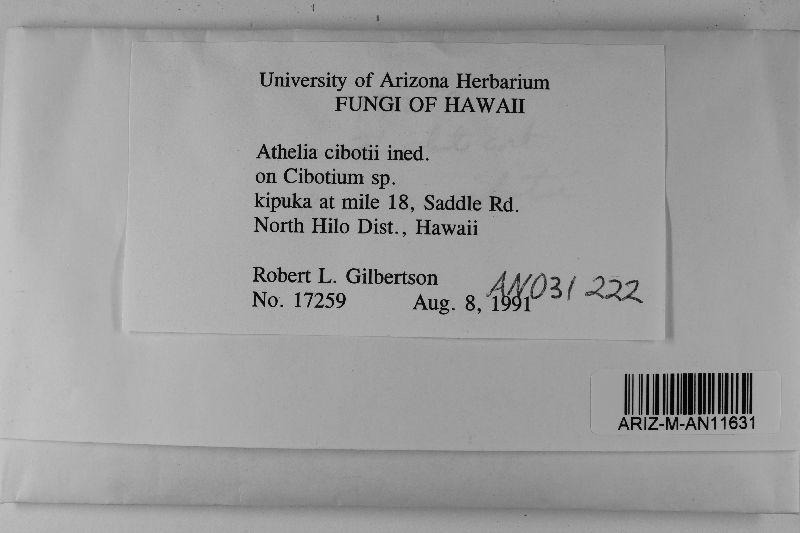 University of Arizona Herbarium
FUNGI OF HAWAII
Athelia cibotii ined.
on Cibotium sp.
kipuka at mile 18, Saddle Rd.
North Hilo Dist., Hawaii
Robert L. Gilbertson
No. 17259 Aug. 8, 1991
AN031222
ARIZ-M-AN11631